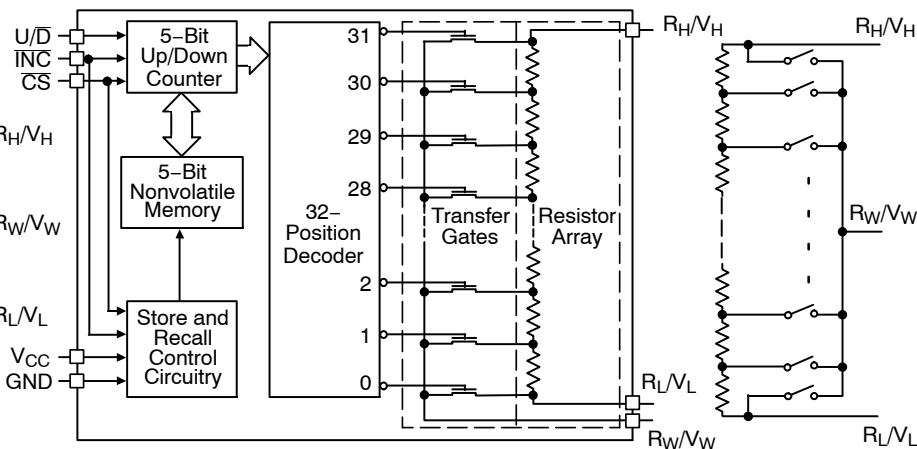 U/D̅
I̅N̅C̅
C̅S̅
R_H/V_H
R_W/V_W
R_L/V_L
V_CC
GND
5-Bit
Up/Down
Counter
5-Bit
Nonvolatile
Memory
Store and
Recall
Control
Circuitry
32–
Position
Decoder
31
30
29
28
2
1
0
Transfer
Gates
Resistor
Array
R_H/V_H
R_L/V_L
R_W/V_W
R_H/V_H
R_W/V_W
R_L/V_L